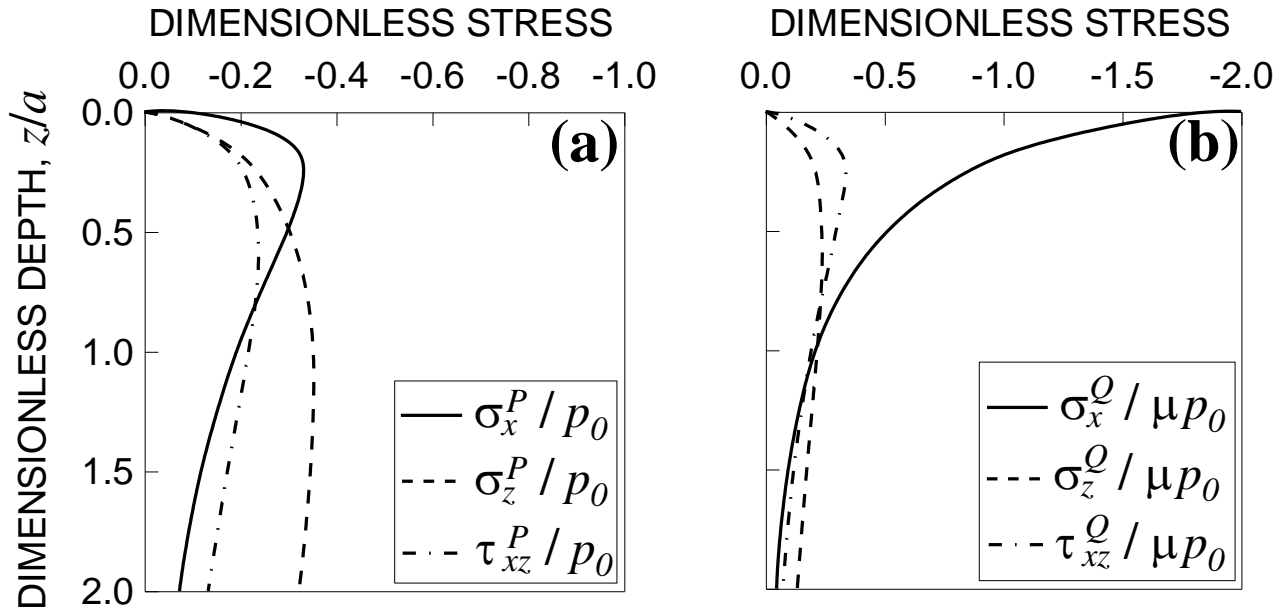 DIMENSIONLESS STRESS
0.0 -0.2 -0.4 -0.6 -0.8 -1.0
DIMENSIONLESS DEPTH, z/a
0.0
0.5
1.0
1.5
2.0
(a)
σ_x^P / p_0
σ_z^P / p_0
τ_xz^P / p_0
DIMENSIONLESS STRESS
0.0 -0.5 -1.0 -1.5 -2.0
(b)
σ_x^Q / μp_0
σ_z^Q / μp_0
τ_xz^Q / μp_0